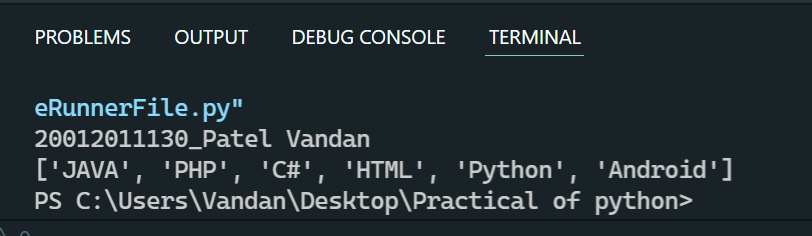 PROBLEMS OUTPUT DEBUG CONSOLE TERMINAL
eRunnerFile.py"
20012011130_Patel Vandan
['JAVA', 'PHP', 'C#', 'HTML', 'Python', 'Android']
PS C:\Users\Vandan\Desktop\Practical of python>